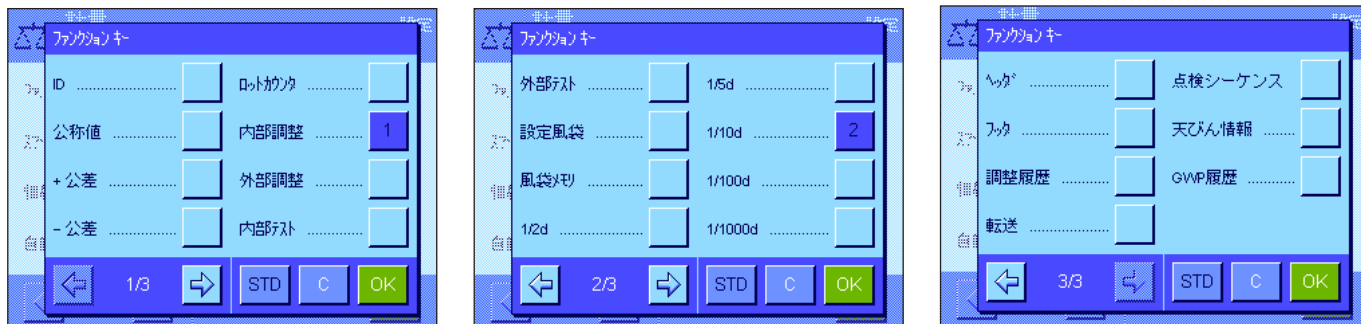 ファンクション キー
ID ..................
ロットカウンタ ............
公称値 ............
内部調整 ............ 1
+ 公差 ..............
外部調整 ............
− 公差 ..............
内部テスト ............
1/3
STD
C
OK
ファンクション キー
外部テスト ............
1/5d ..................
設定風袋 ............
1/10d ................ 2
風袋メモリ ............
1/100d ..............
1/2d ..................
1/1000d ............
2/3
STD
C
OK
ファンクション キー
ヘッダ ..................
点検シーケンス
フッタ ..................
天びん情報 .......
調整履歴 ............
GWP履歴 ..........
転送 ..................
3/3
STD
C
OK